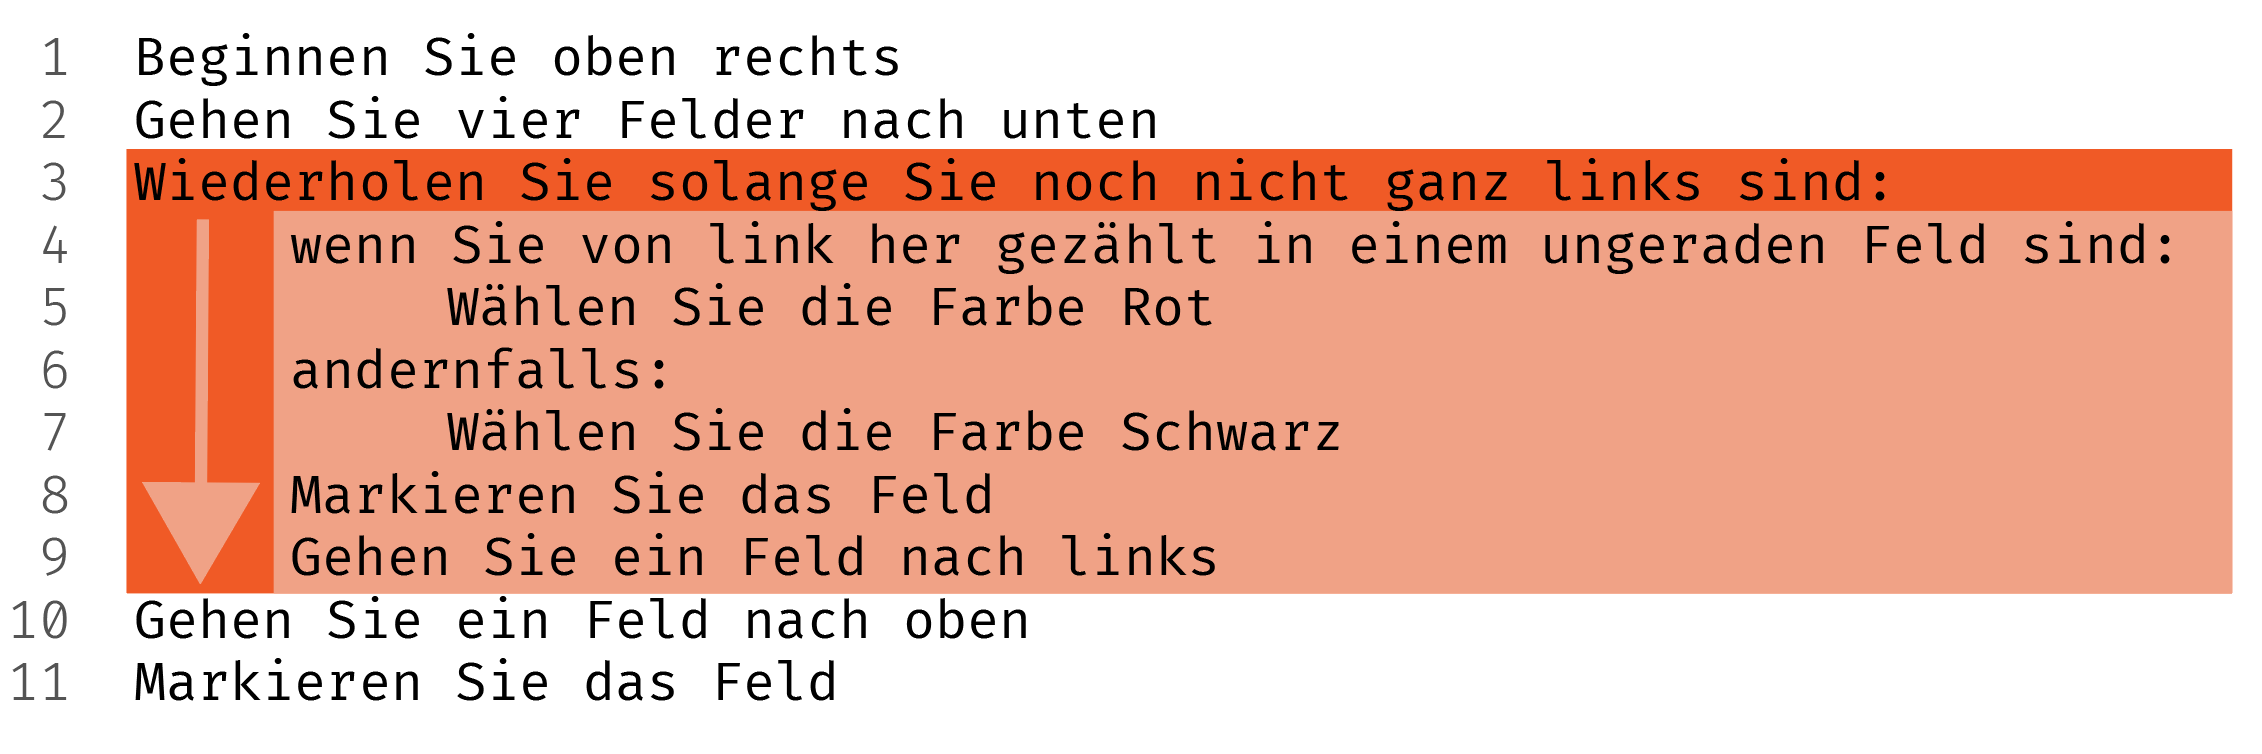 1 Beginnen Sie oben rechts
2 Gehen Sie vier Felder nach unten
3 Wiederholen Sie solange Sie noch nicht ganz links sind:
4 wenn Sie von link her gezählt in einem ungeraden Feld sind:
5 Wählen Sie die Farbe Rot
6 andernfalls:
7 Wählen Sie die Farbe Schwarz
8 Markieren Sie das Feld
9 Gehen Sie ein Feld nach links
10 Gehen Sie ein Feld nach oben
11 Markieren Sie das Feld